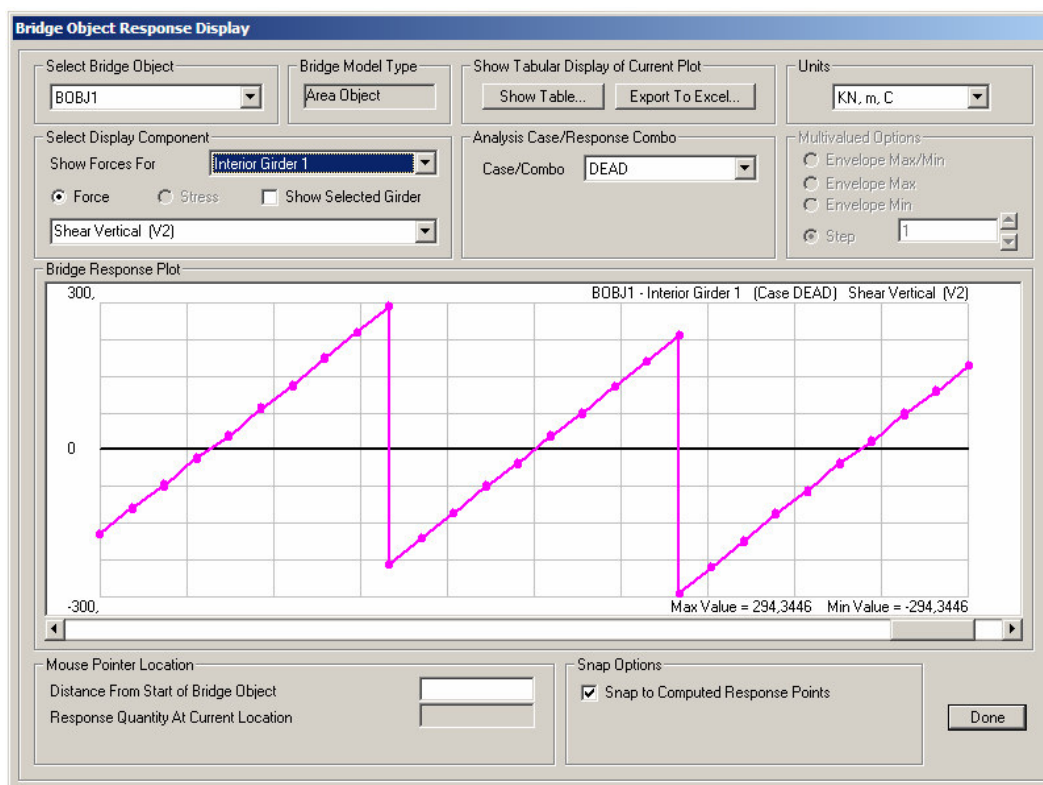 Bridge Object Response Display
Select Bridge Object
BOBJ1
Bridge Model Type
Area Object
Show Tabular Display of Current Plot
Show Table... Export To Excel...
Units
KN, m, C
Select Display Component
Show Forces For Interior Girder 1
Force Stress Show Selected Girder
Shear Vertical (V2)
Analysis Case/Response Combo
Case/Combo DEAD
Multivalued Options
Envelope Max/Min
Envelope Max
Envelope Min
Step 1
Bridge Response Plot
300, BOBJ1 - Interior Girder 1 (Case DEAD) Shear Vertical (V2)
0
-300, Max Value = 294,3446 Min Value = -294,3446
Mouse Pointer Location
Distance From Start of Bridge Object
Response Quantity At Current Location
Snap Options
Snap to Computed Response Points
Done